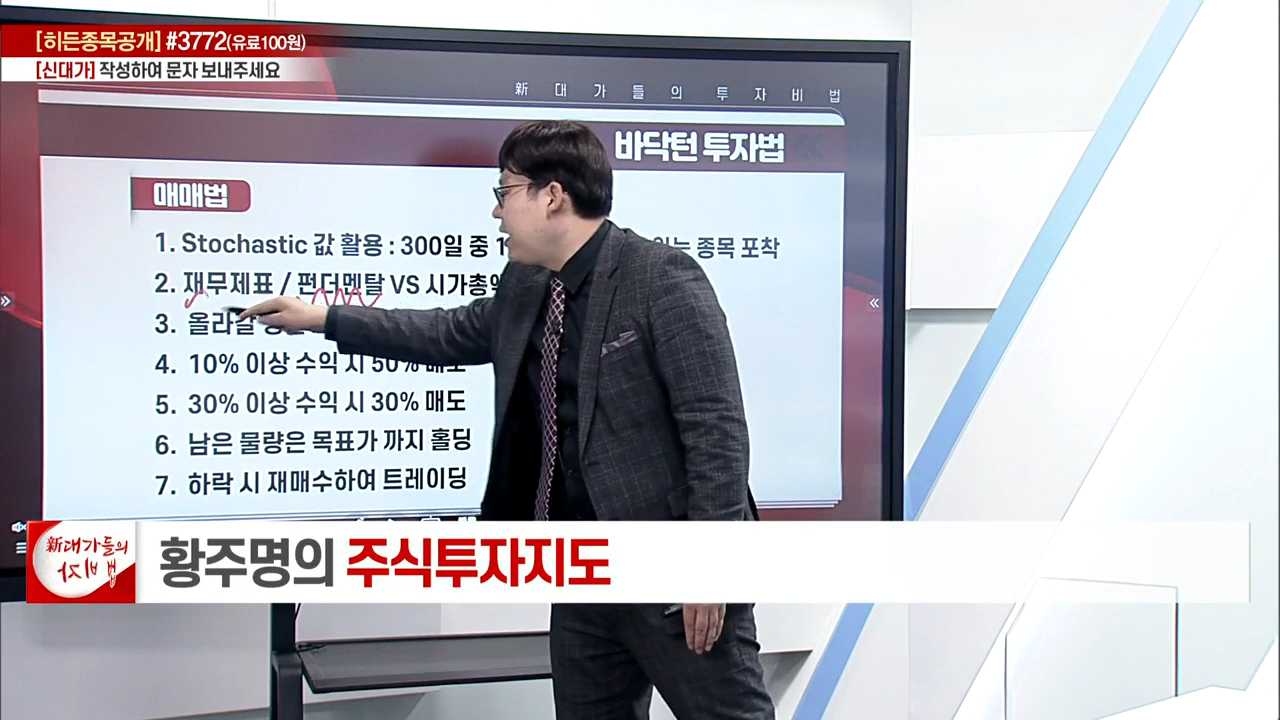 [히든종목공개] #3772(유료100원)
[신대가] 작성하여 문자 보내주세요
新 대가들의 투자비법
바닥턴 투자법
매매법
1. Stochastic 값 활용 : 300일 중 종목 포착
2. 재무제표 / 펀더멘탈 VS 시가총액
3. 올라갈
4. 10% 이상 수익 시 50% 매도
5. 30% 이상 수익 시 30% 매도
6. 남은 물량은 목표가 까지 홀딩
7. 하락 시 재매수하여 트레이딩
新대가들의
황주명의 주식투자지도